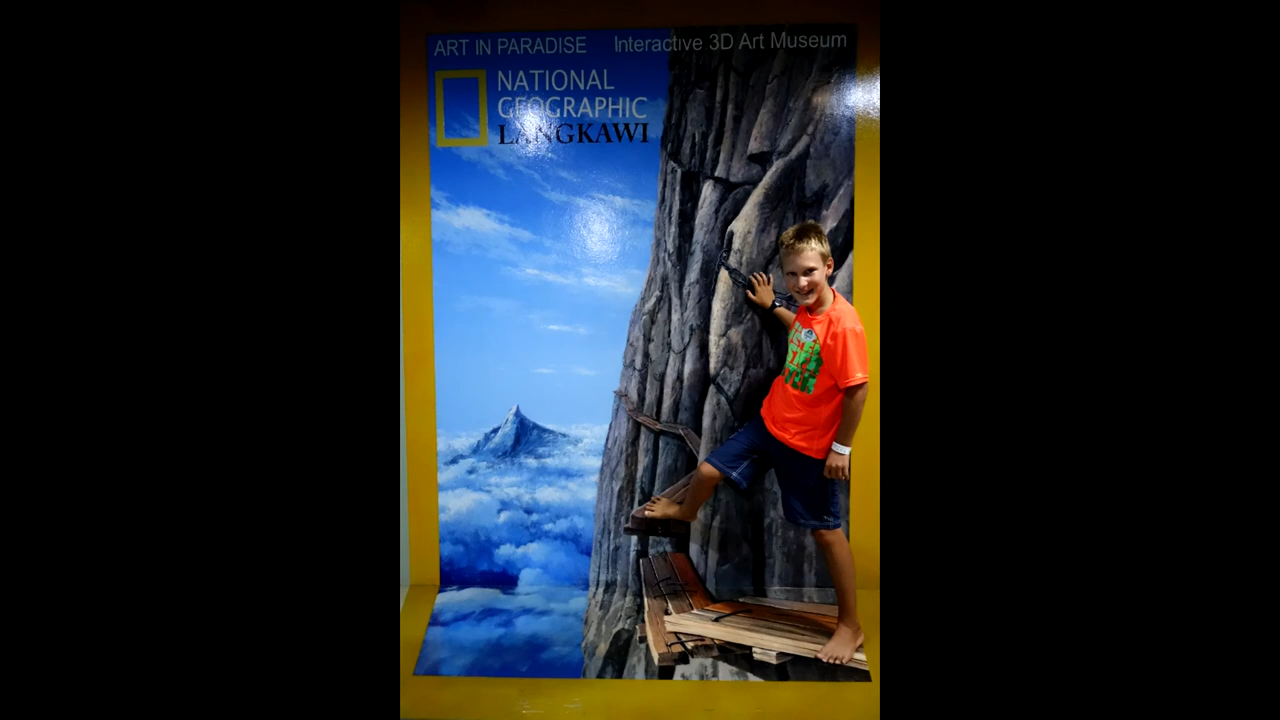 ART IN PARADISE Interactive 3D Art Museum
NATIONAL
GEOGRAPHIC
LANGKAWI